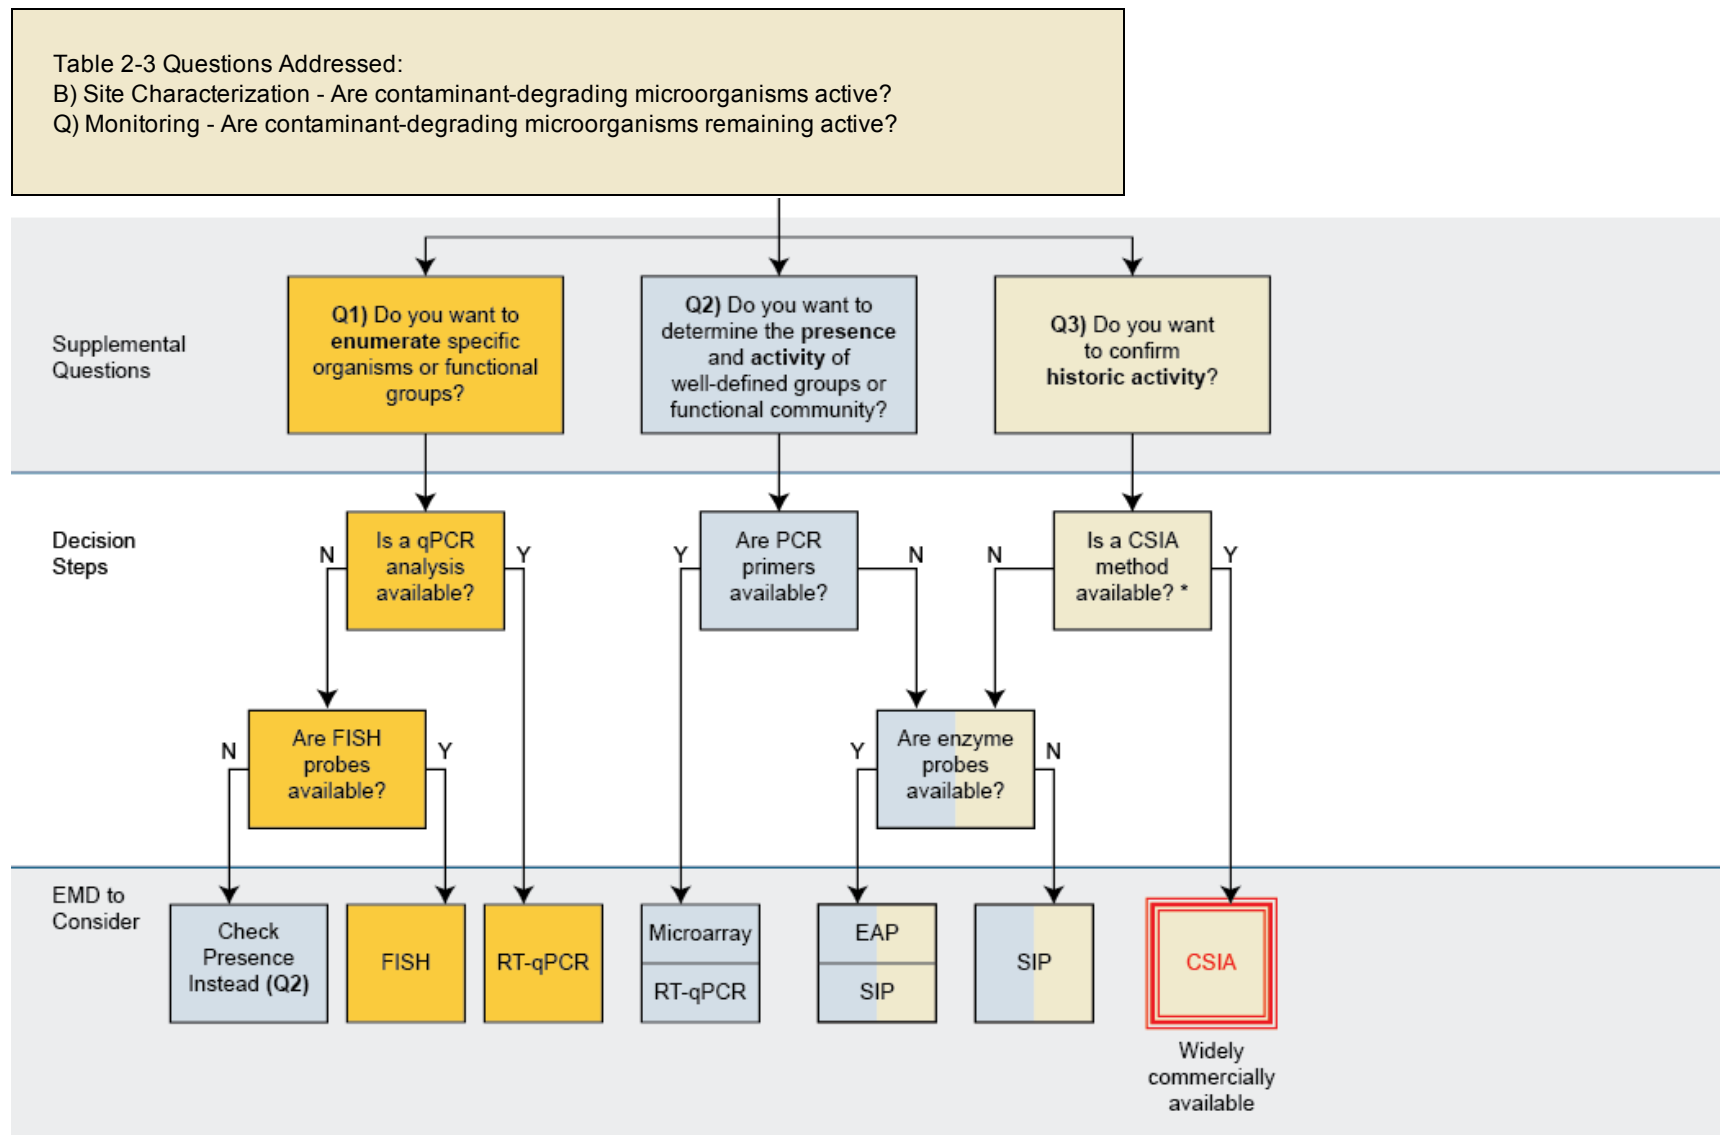 Table 2-3 Questions Addressed:
B) Site Characterization - Are contaminant-degrading microorganisms active?
Q) Monitoring - Are contaminant-degrading microorganisms remaining active?
Supplemental
Questions
Q1) Do you want to
enumerate specific
organisms or functional
groups?
Q2) Do you want to
determine the presence
and activity of
well-defined groups or
functional community?
Q3) Do you want
to confirm
historic activity?
Decision
Steps
N
Is a qPCR
analysis
available?
Y
Y
Are PCR
primers
available?
N
N
Is a CSIA
method
available? *
Y
N
Are FISH
probes
available?
Y
Y
Are enzyme
probes
available?
N
EMD to
Consider
Check
Presence
Instead (Q2)
FISH
RT-qPCR
Microarray
RT-qPCR
EAP
SIP
SIP
CSIA
Widely
commercially
available